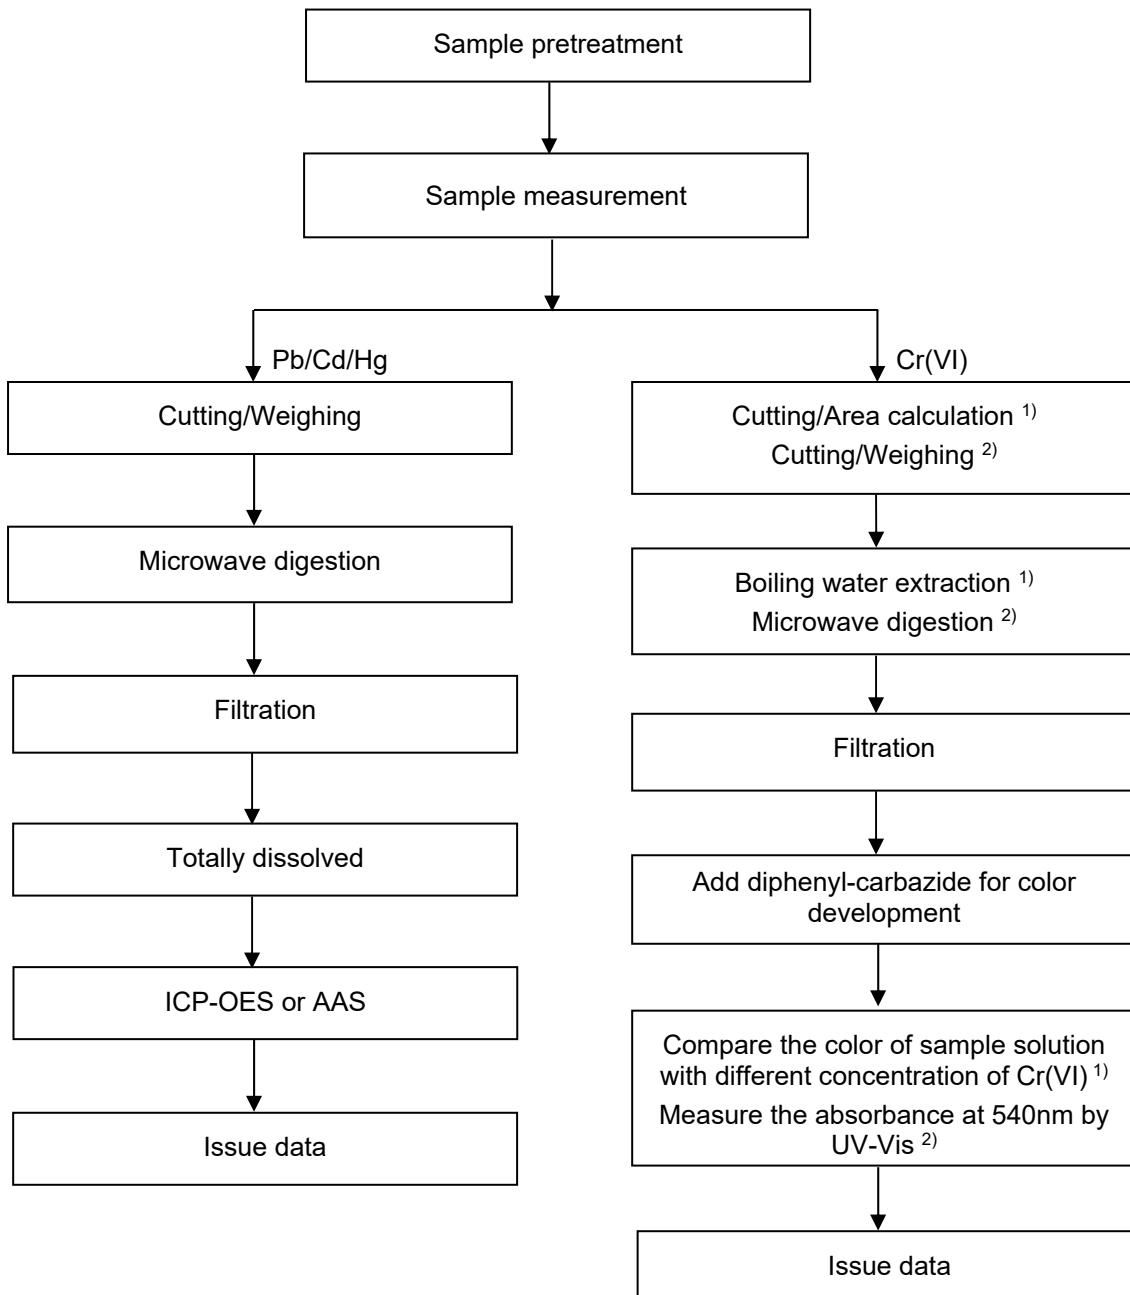 Sample pretreatment
Sample measurement
Pb/Cd/Hg
Cutting/Weighing
Microwave digestion
Filtration
Totally dissolved
ICP-OES or AAS
Issue data
Cr(VI)
Cutting/Area calculation 1)
Cutting/Weighing 2)
Boiling water extraction 1)
Microwave digestion 2)
Filtration
Add diphenyl-carbazide for color
development
Compare the color of sample solution
with different concentration of Cr(VI) 1)
Measure the absorbance at 540nm by
UV-Vis 2)
Issue data